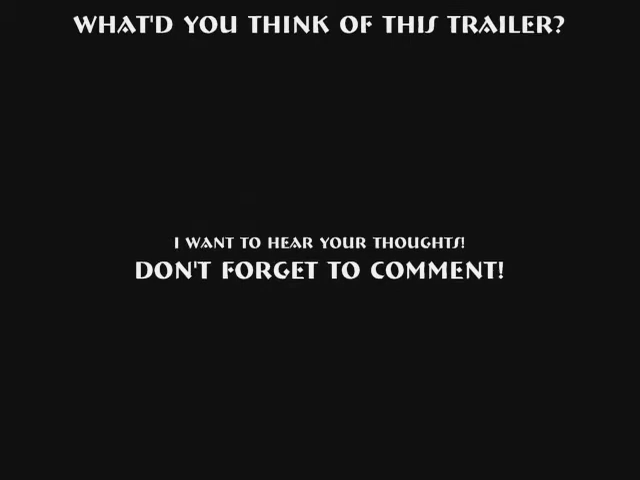 WHAT'D YOU THINK OF THIS TRAILER?
I WANT TO HEAR YOUR THOUGHTS!
DON'T FORGET TO COMMENT!